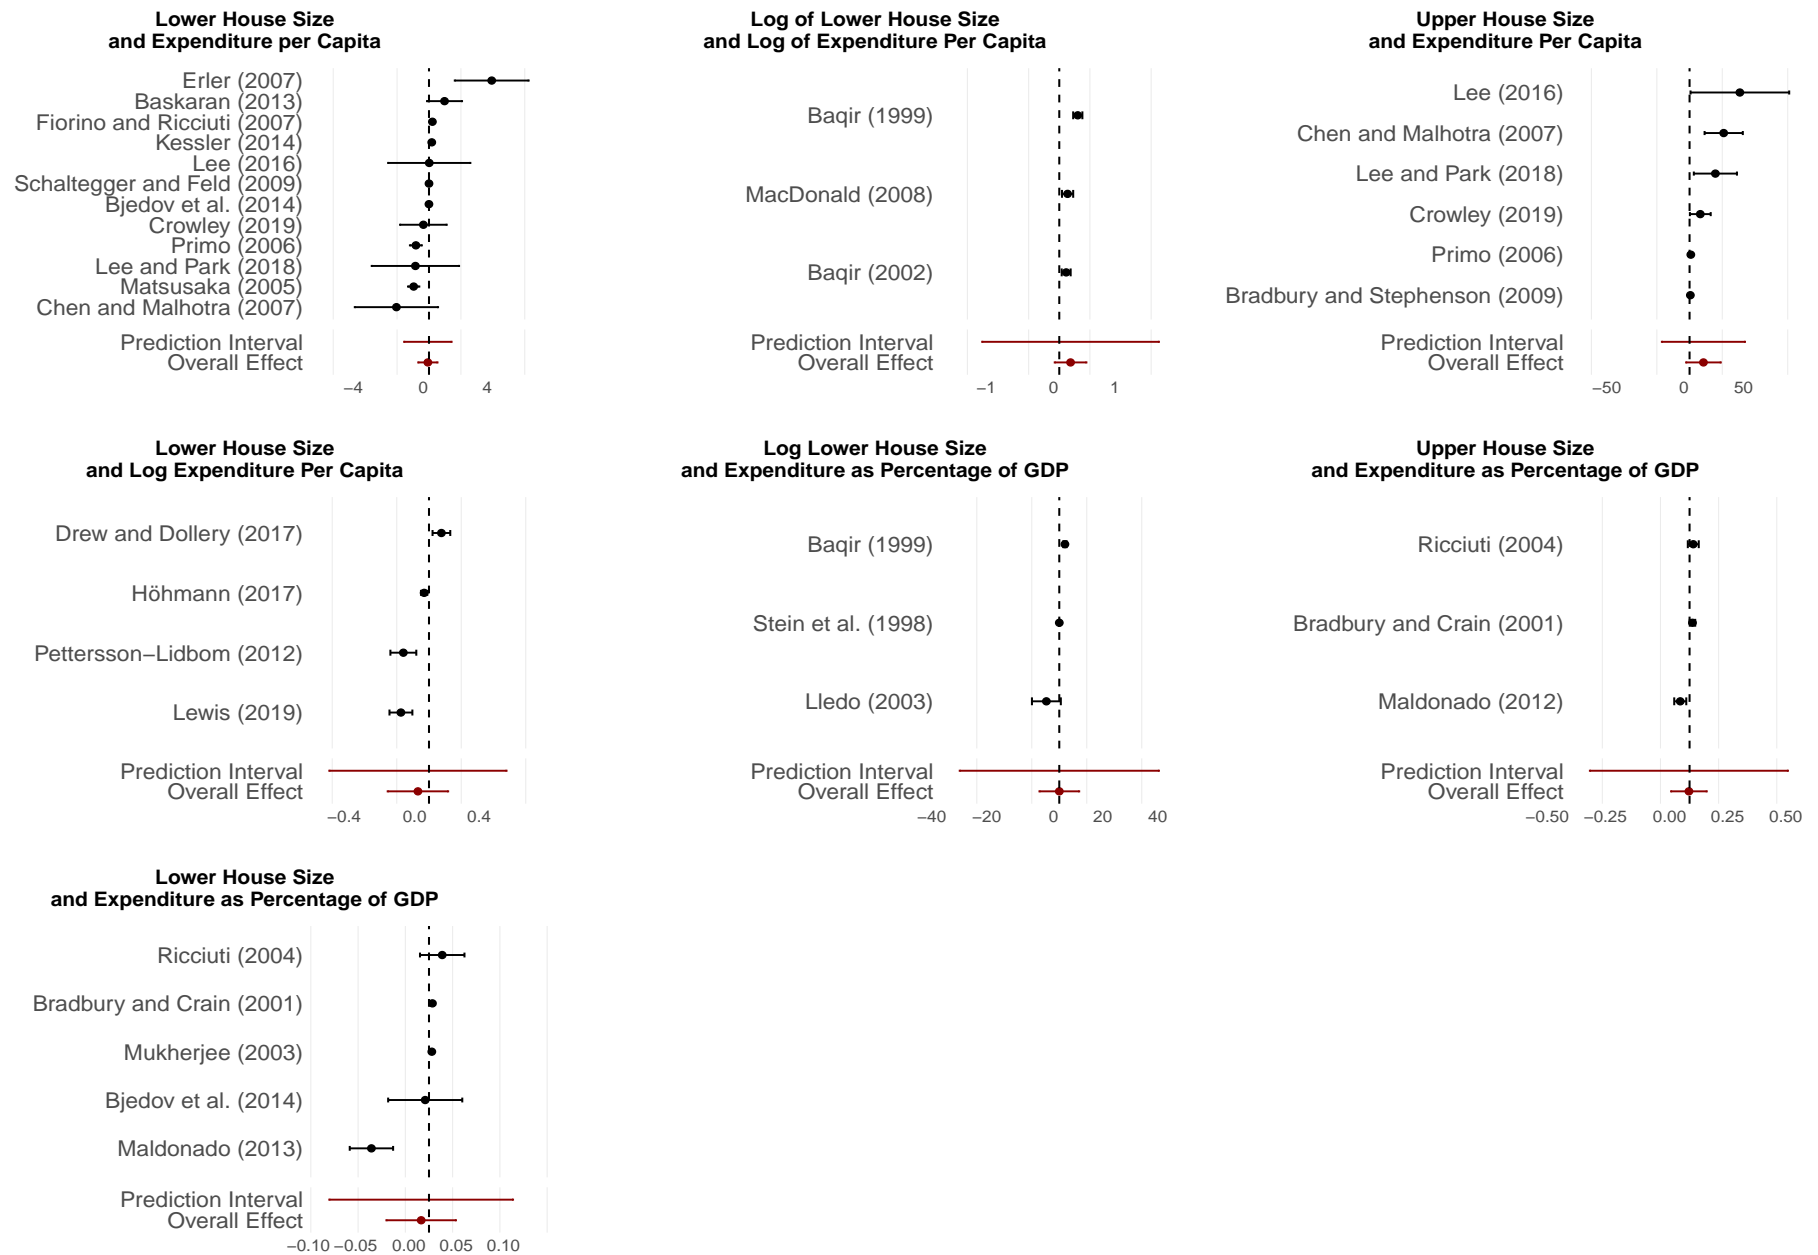 Lower House Size
and Expenditure per Capita
Erler (2007)
Baskaran (2013)
Fiorino and Ricciuti (2007)
Kessler (2014)
Lee (2016)
Schaltegger and Feld (2009)
Bjedov et al. (2014)
Crowley (2019)
Primo (2006)
Lee and Park (2018)
Matsusaka (2005)
Chen and Malhotra (2007)
Prediction Interval
Overall Effect
−4 0 4
Log of Lower House Size
and Log of Expenditure Per Capita
Baqir (1999)
MacDonald (2008)
Baqir (2002)
Prediction Interval
Overall Effect
−1 0 1
Upper House Size
and Expenditure Per Capita
Lee (2016)
Chen and Malhotra (2007)
Lee and Park (2018)
Crowley (2019)
Primo (2006)
Bradbury and Stephenson (2009)
Prediction Interval
Overall Effect
−50 0 50
Lower House Size
and Log Expenditure Per Capita
Drew and Dollery (2017)
Höhmann (2017)
Pettersson−Lidbom (2012)
Lewis (2019)
Prediction Interval
Overall Effect
−0.4 0.0 0.4
Log Lower House Size
and Expenditure as Percentage of GDP
Baqir (1999)
Stein et al. (1998)
Lledo (2003)
Prediction Interval
Overall Effect
−40 −20 0 20 40
Upper House Size
and Expenditure as Percentage of GDP
Ricciuti (2004)
Bradbury and Crain (2001)
Maldonado (2012)
Prediction Interval
Overall Effect
−0.50 −0.25 0.00 0.25 0.50
Lower House Size
and Expenditure as Percentage of GDP
Ricciuti (2004)
Bradbury and Crain (2001)
Mukherjee (2003)
Bjedov et al. (2014)
Maldonado (2013)
Prediction Interval
Overall Effect
−0.10 −0.05 0.00 0.05 0.10